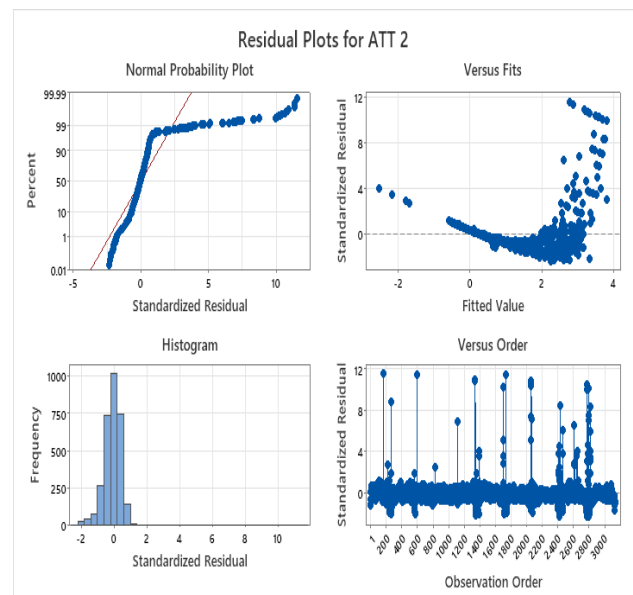 Residual Plots for ATT 2
Normal Probability Plot
Percent
99.99
99
90
50
10
1
0.01
-5 0 5 10
Standardized Residual
Versus Fits
Standardized Residual
12
8
4
0
-2 0 2 4
Fitted Value
Histogram
Frequency
1000
750
500
250
0
-2 0 2 4 6 8 10
Standardized Residual
Versus Order
Standardized Residual
12
8
4
0
1 200 400 600 800 1000 1200 1400 1600 1800 2000 2200 2400 2600 2800 3000
Observation Order